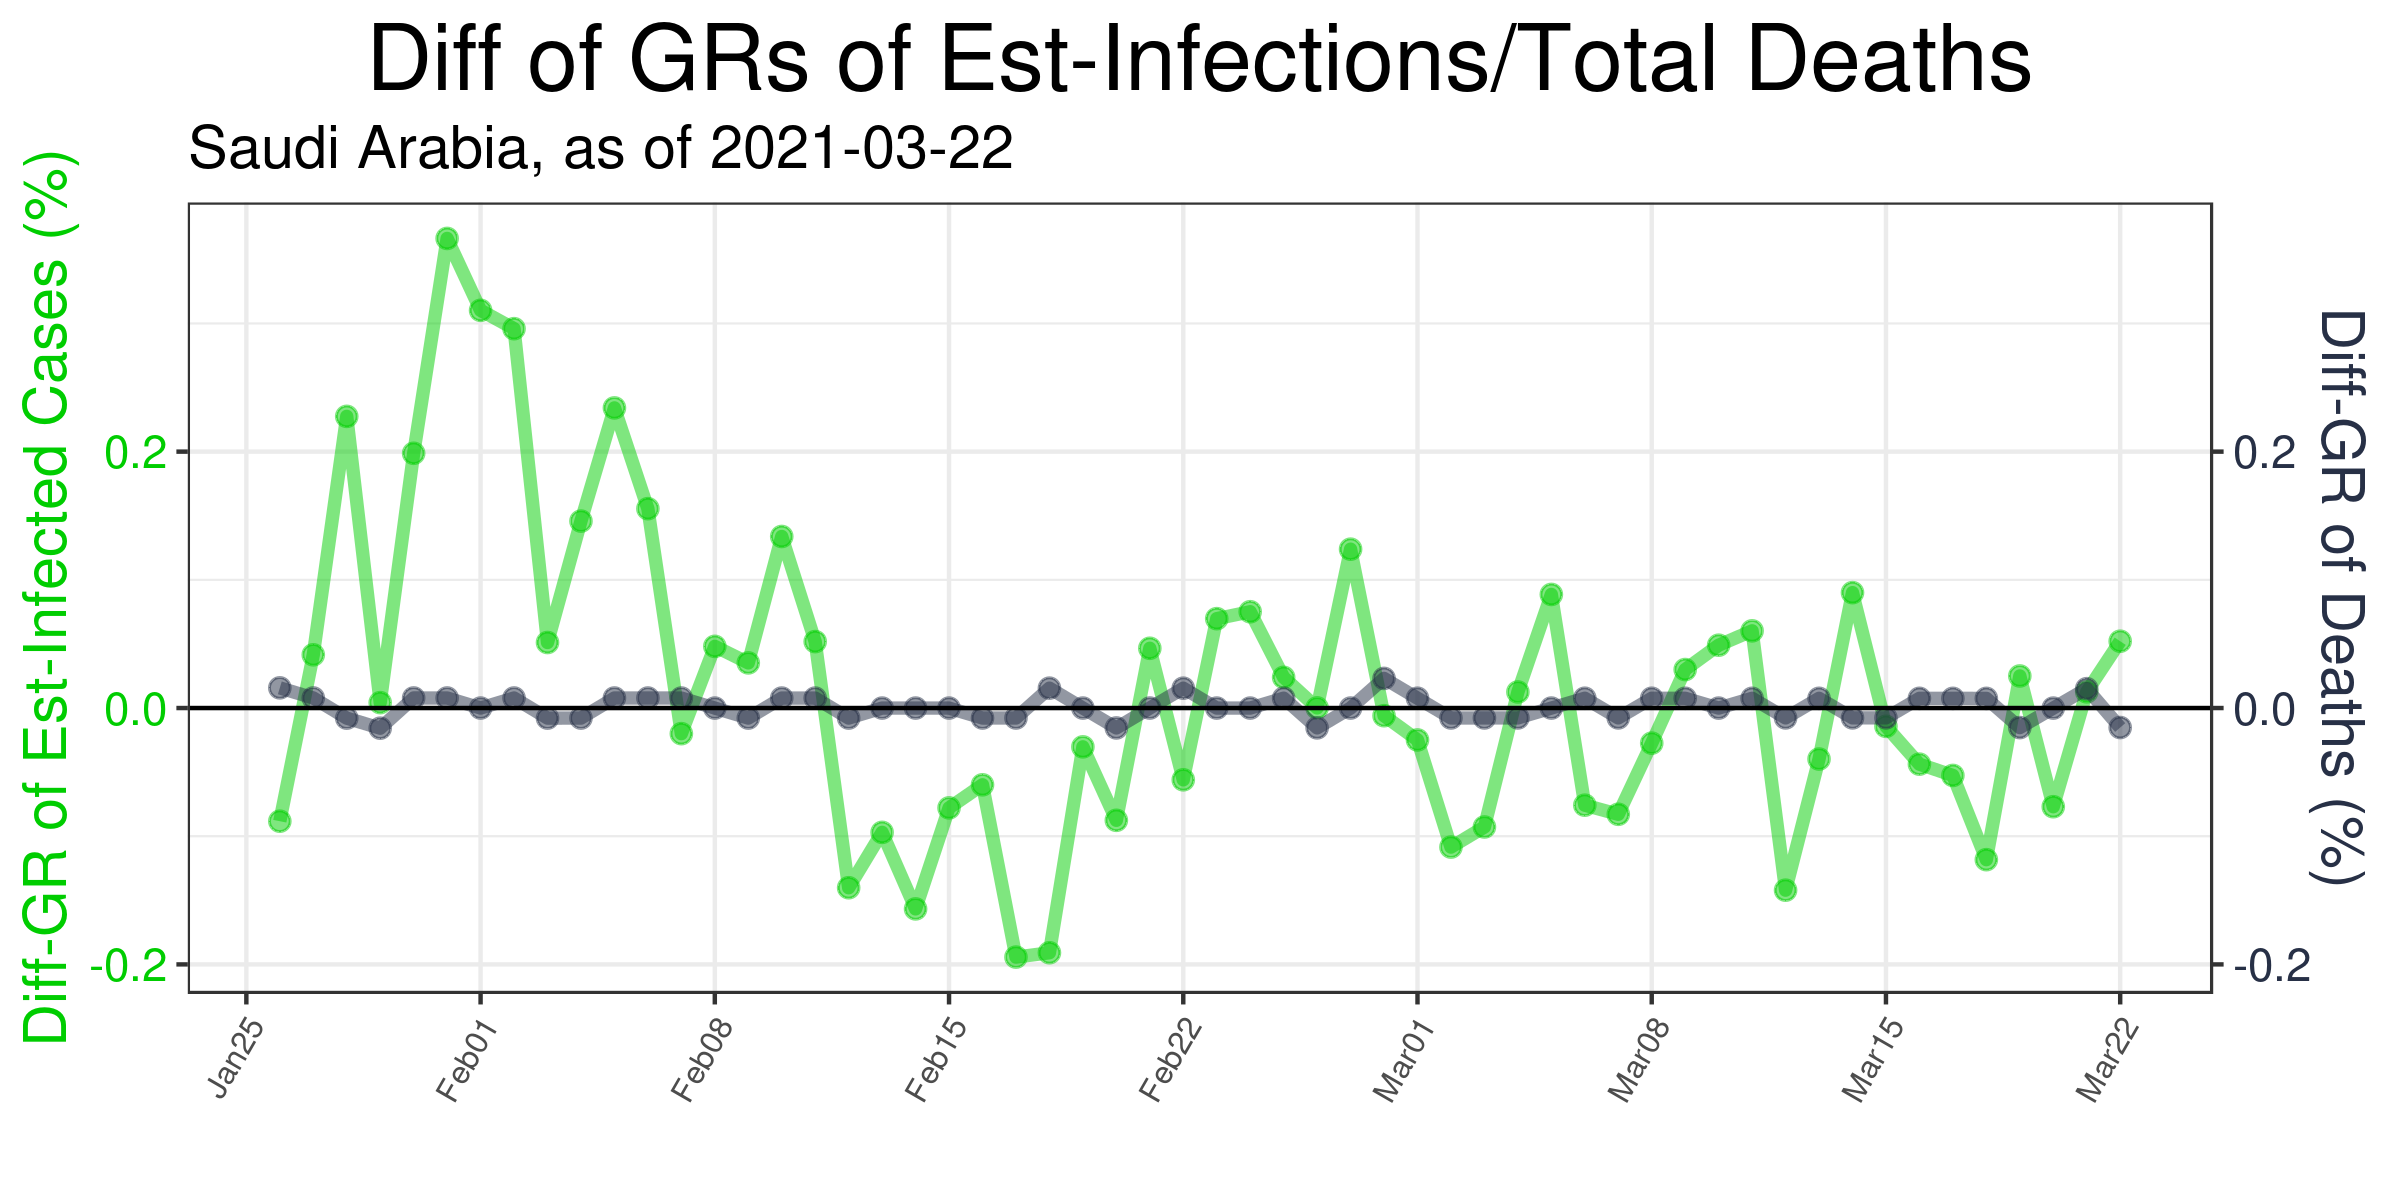 Diff of GRs of Est-Infections/Total Deaths
Saudi Arabia, as of 2021-03-22
Diff-GR of Est-Infected Cases (%)
0.2
0.0
-0.2
0.2
0.0
-0.2
Diff-GR of Deaths (%)
Jan25
Feb01
Feb08
Feb15
Feb22
Mar01
Mar08
Mar15
Mar22